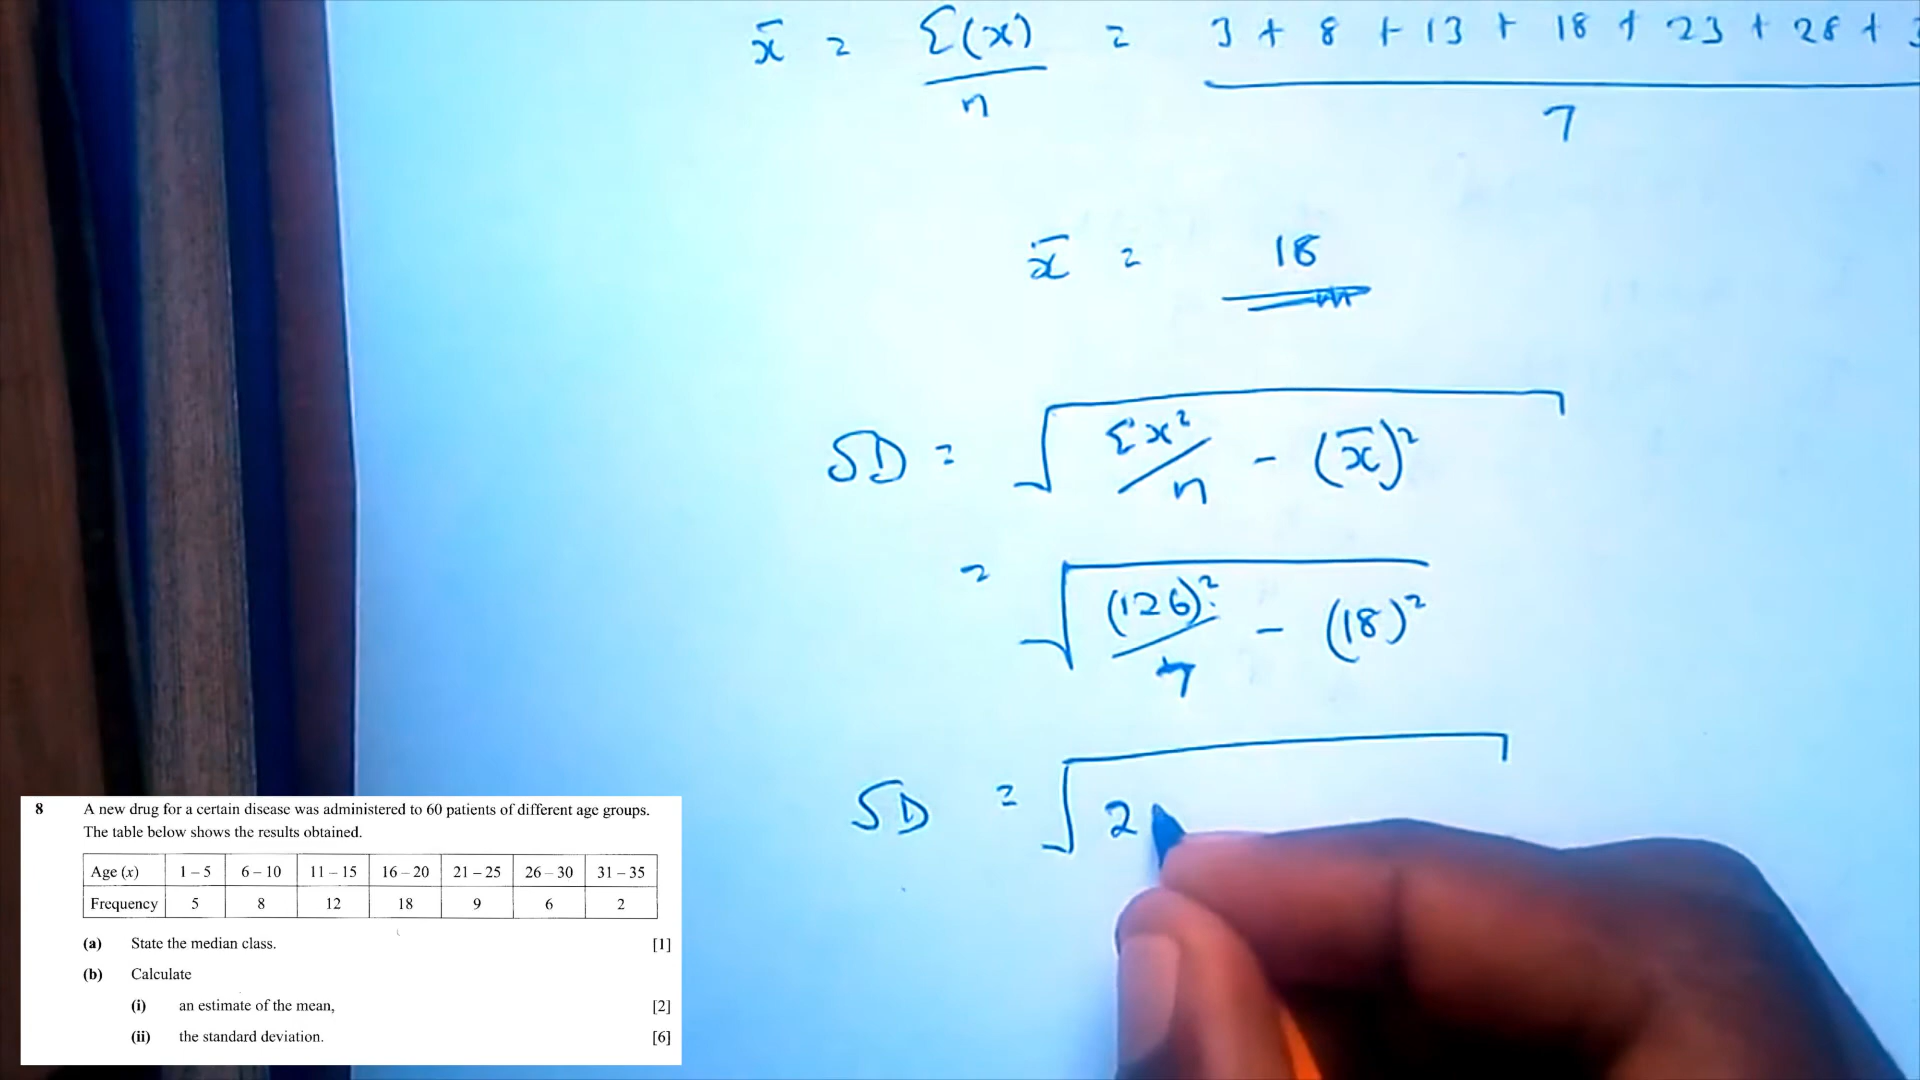 x̄ = Σ(x)/n = 3 + 8 + 13 + 18 + 23 + 28 + / 7
x̄ = 18
SD = √(Σx²/n - (x̄)²)
= √((126)²/7 - (18)²)
SD = √2
8 A new drug for a certain disease was administered to 60 patients of different age groups.
The table below shows the results obtained.
Age (x) 1 – 5 6 – 10 11 – 15 16 – 20 21 – 25 26 – 30 31 – 35
Frequency 5 8 12 18 9 6 2
(a) State the median class. [1]
(b) Calculate
(i) an estimate of the mean, [2]
(ii) the standard deviation. [6]